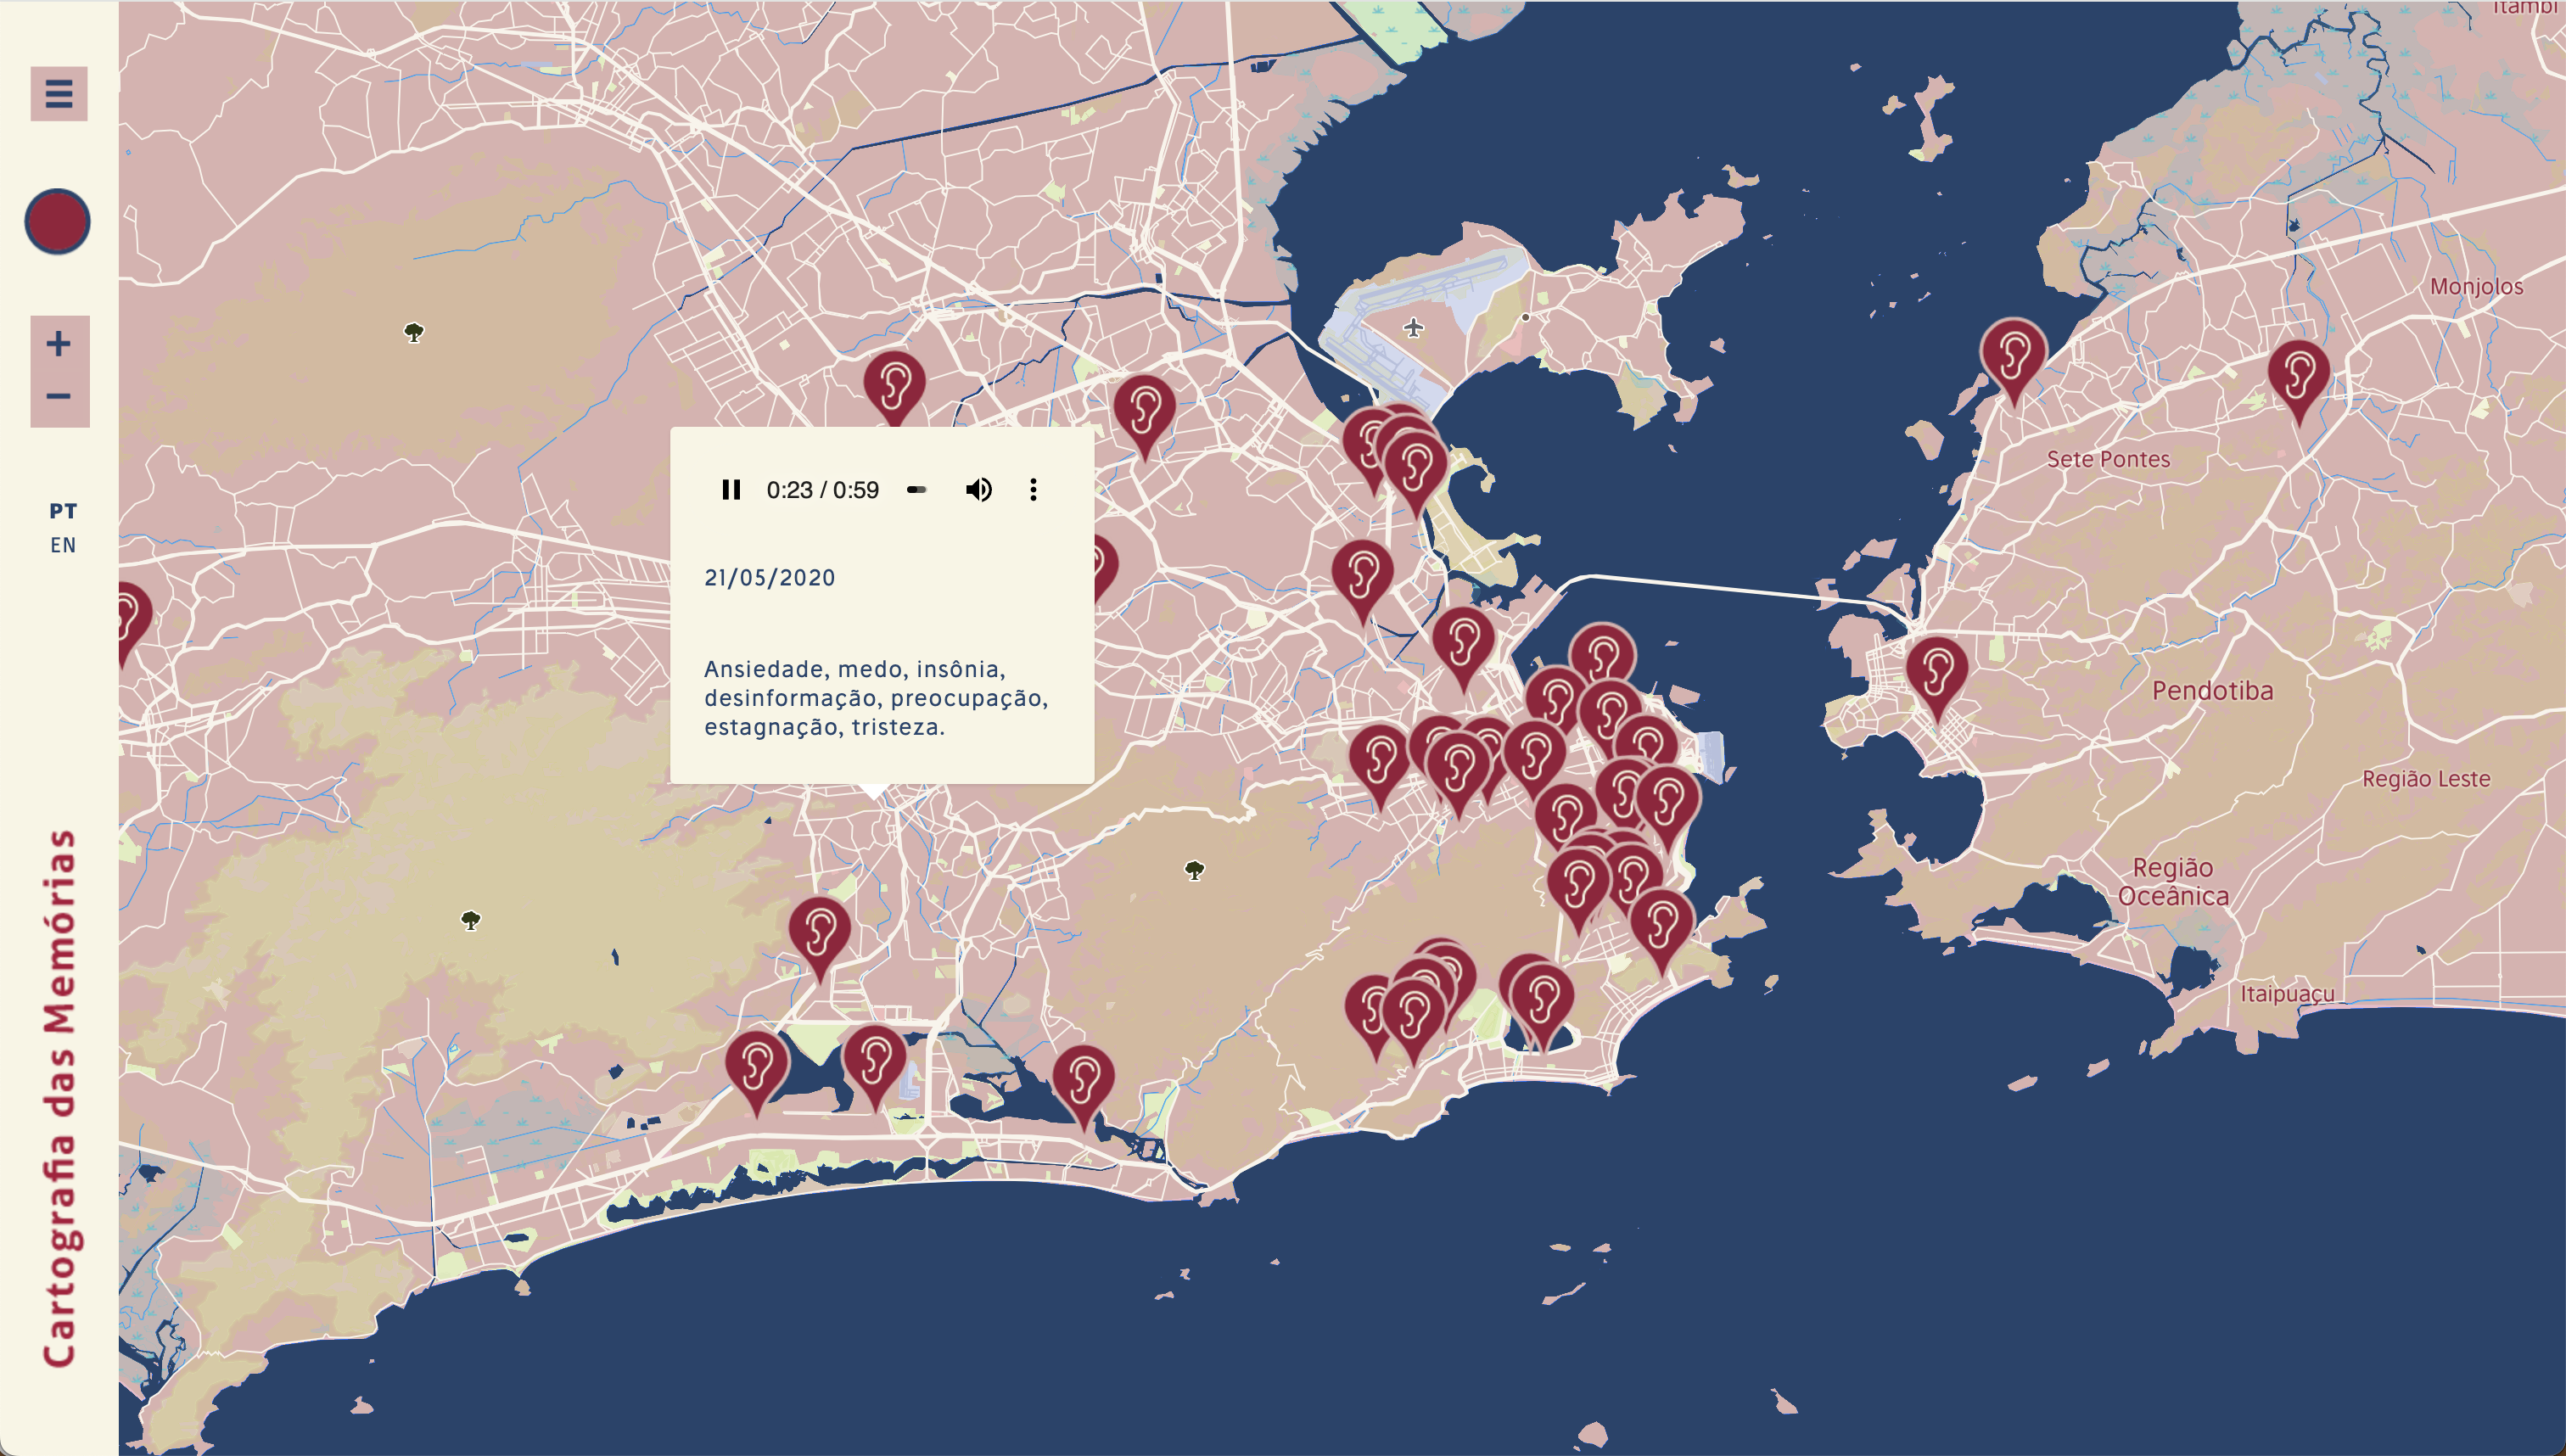 PT
EN
Cartografia das Memórias
0:23 / 0:59
21/05/2020
Ansiedade, medo, insônia,
desinformação, preocupação,
estagnação, tristeza.
Itambi
Monjolos
Sete Pontes
Pendotiba
Região Leste
Região
Oceânica
Itaipuaçu